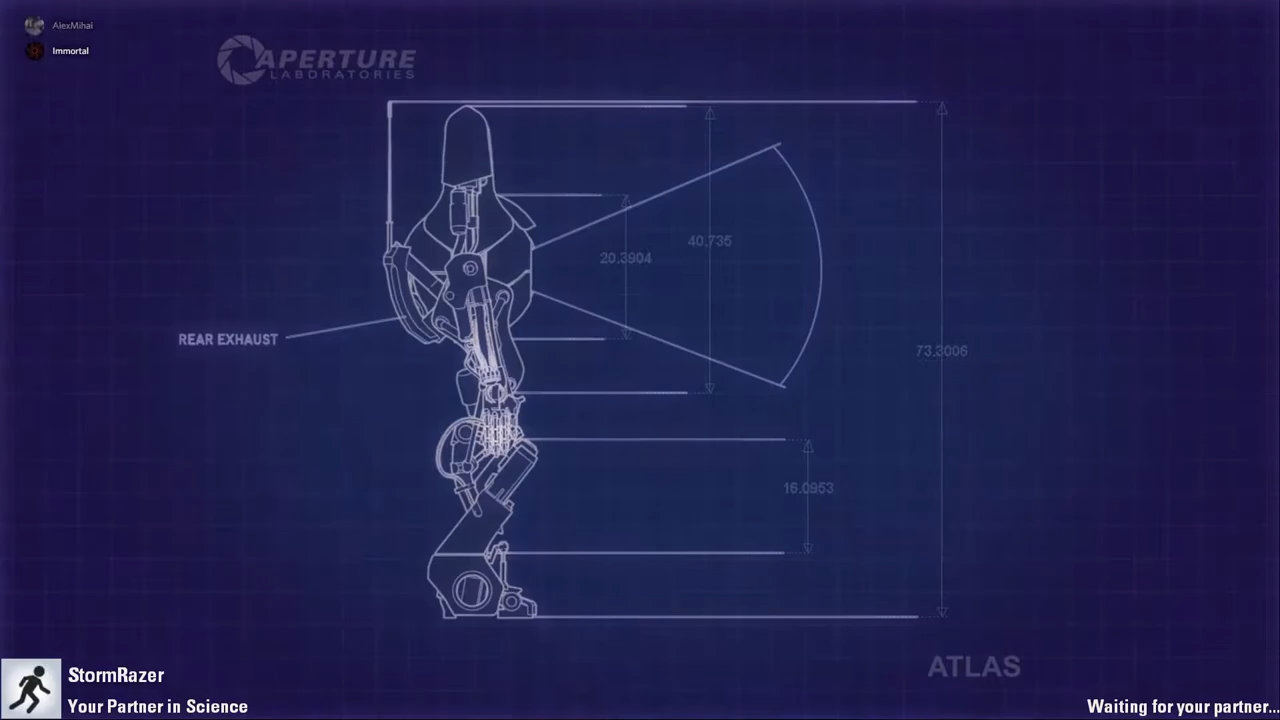 AlexMihai
Immortal
APERTURE
LABORATORIES
40.735
20.3904
REAR EXHAUST
73.3006
16.0953
ATLAS
StormRazer
Your Partner in Science
Waiting for your partner...